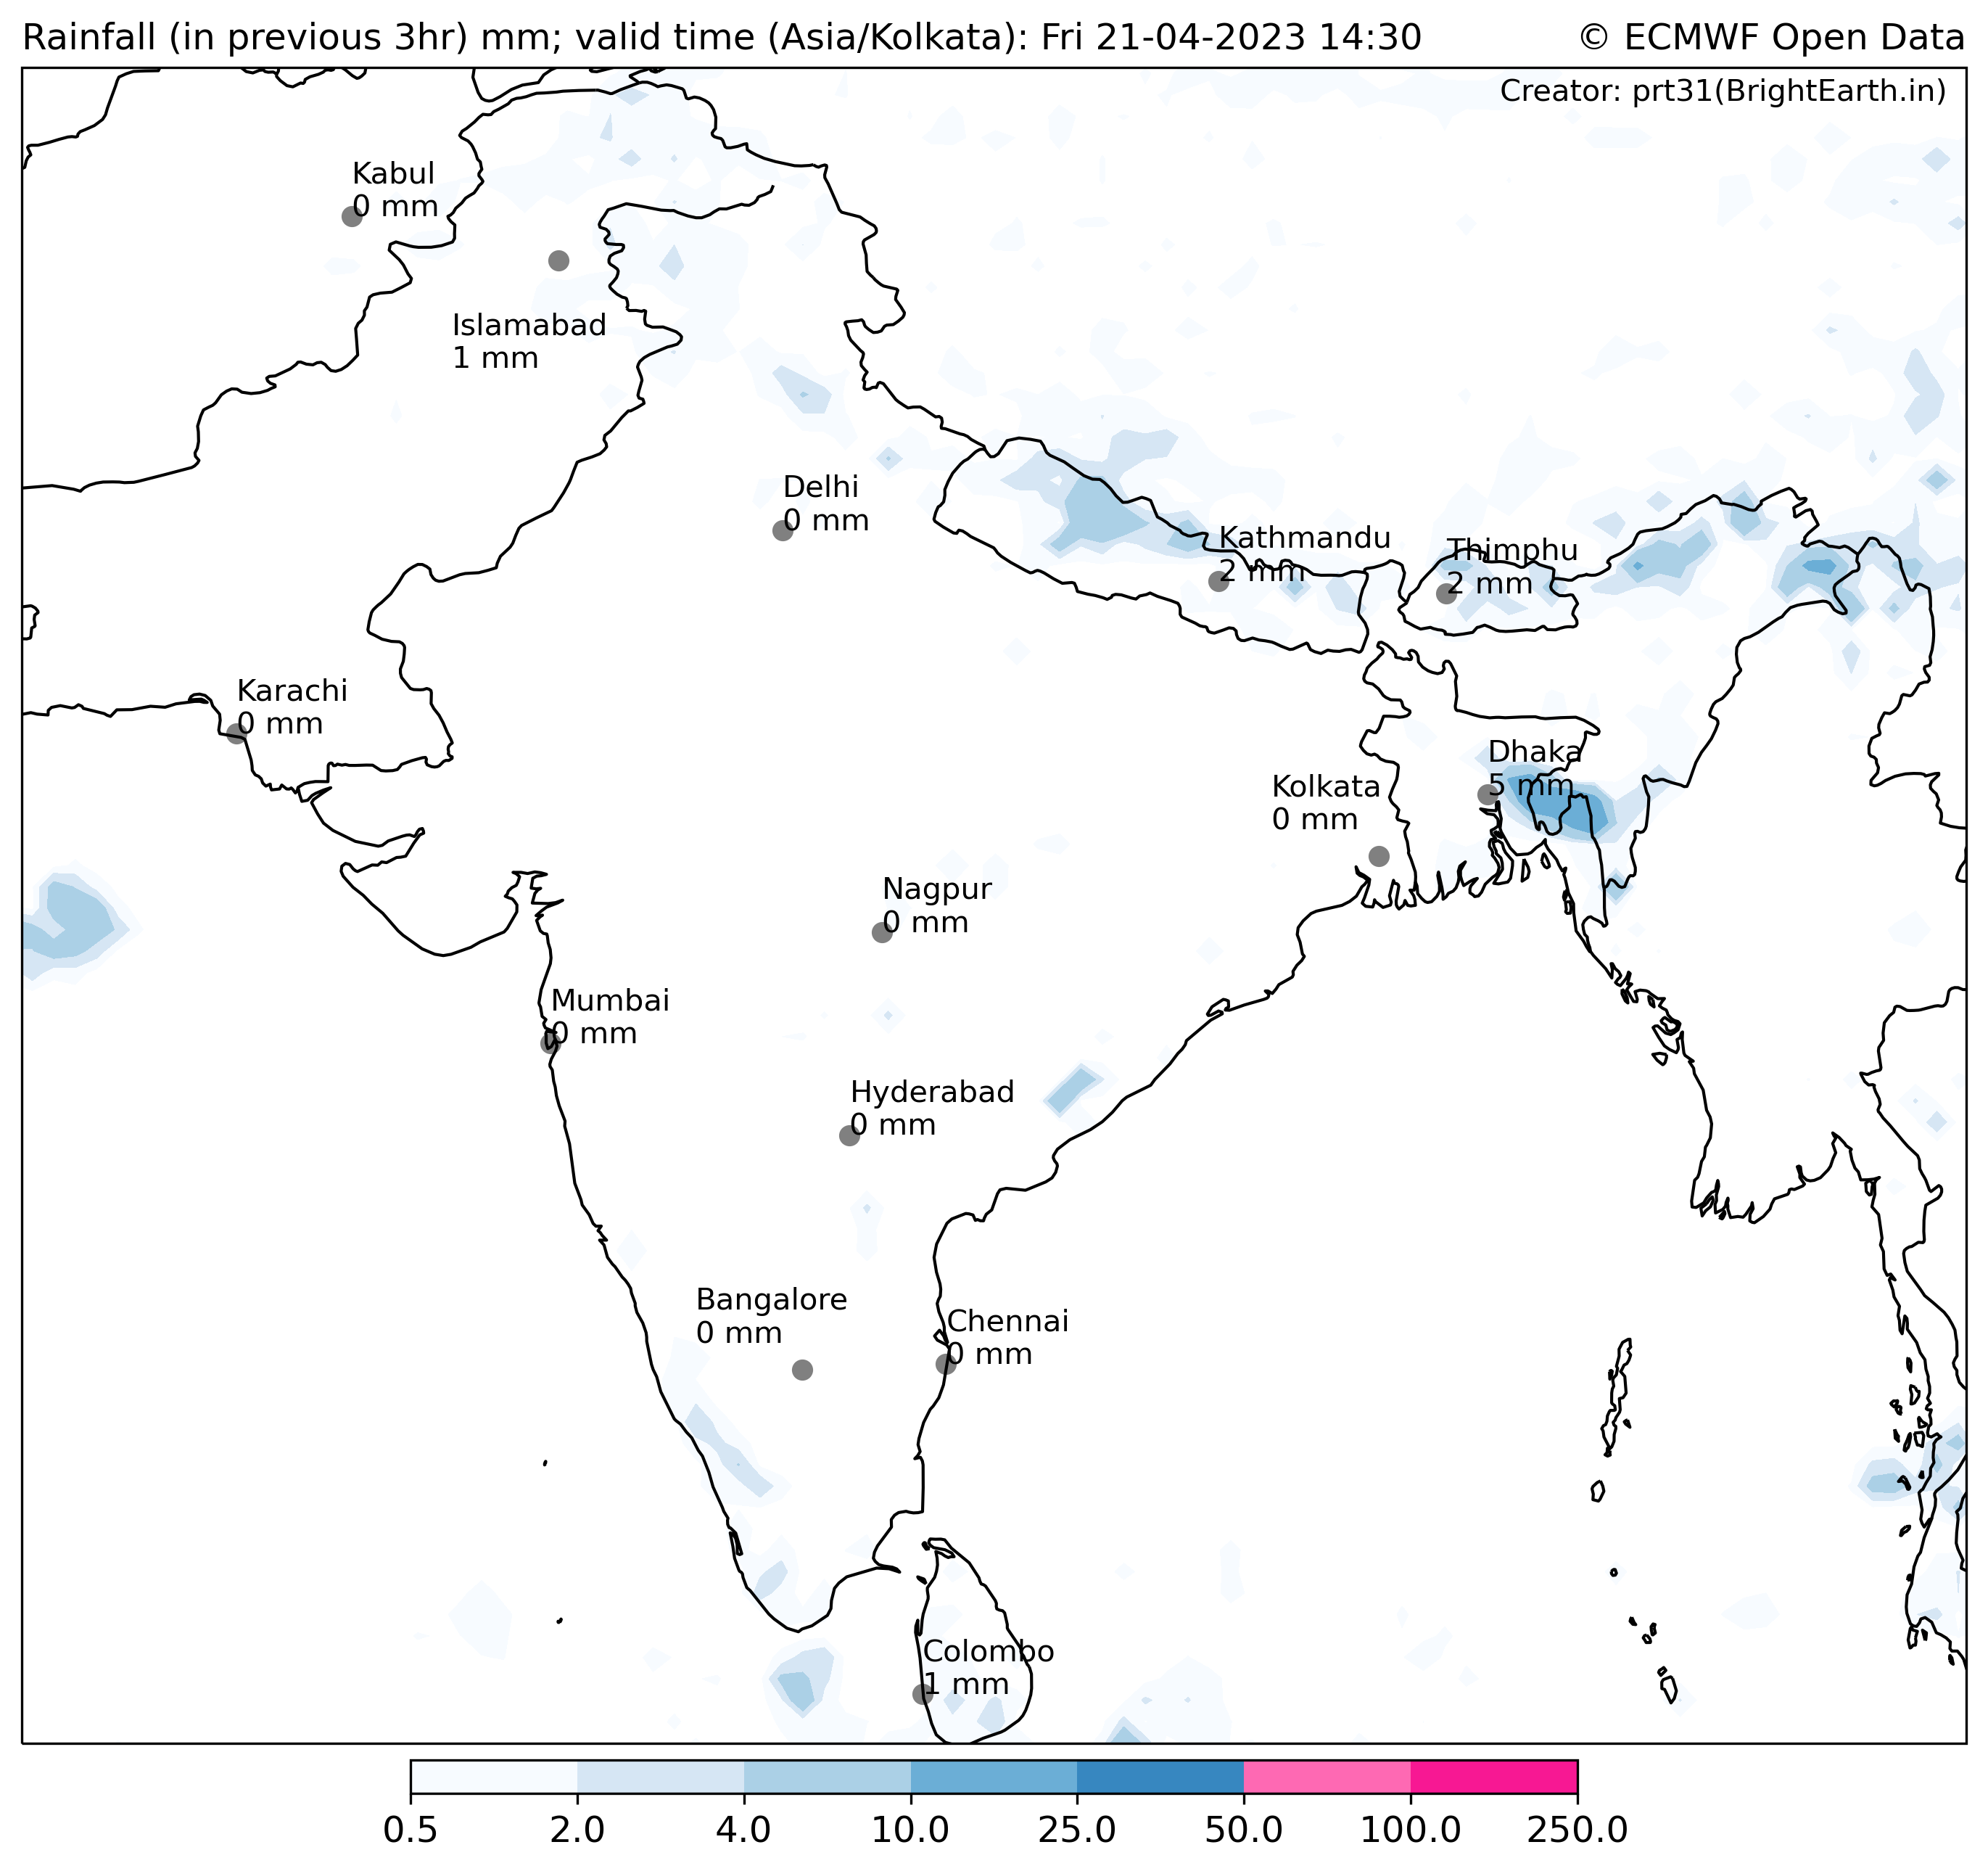 Rainfall (in previous 3hr) mm; valid time (Asia/Kolkata): Fri 21-04-2023 14:30
© ECMWF Open Data
Creator: prt31(BrightEarth.in)
Kabul
0 mm
Islamabad
1 mm
Delhi
0 mm
Kathmandu
2 mm
Thimphu
2 mm
Karachi
0 mm
Dhaka
5 mm
Kolkata
0 mm
Nagpur
0 mm
Mumbai
0 mm
Hyderabad
0 mm
Bangalore
0 mm
Chennai
0 mm
Colombo
1 mm
0.5 2.0 4.0 10.0 25.0 50.0 100.0 250.0